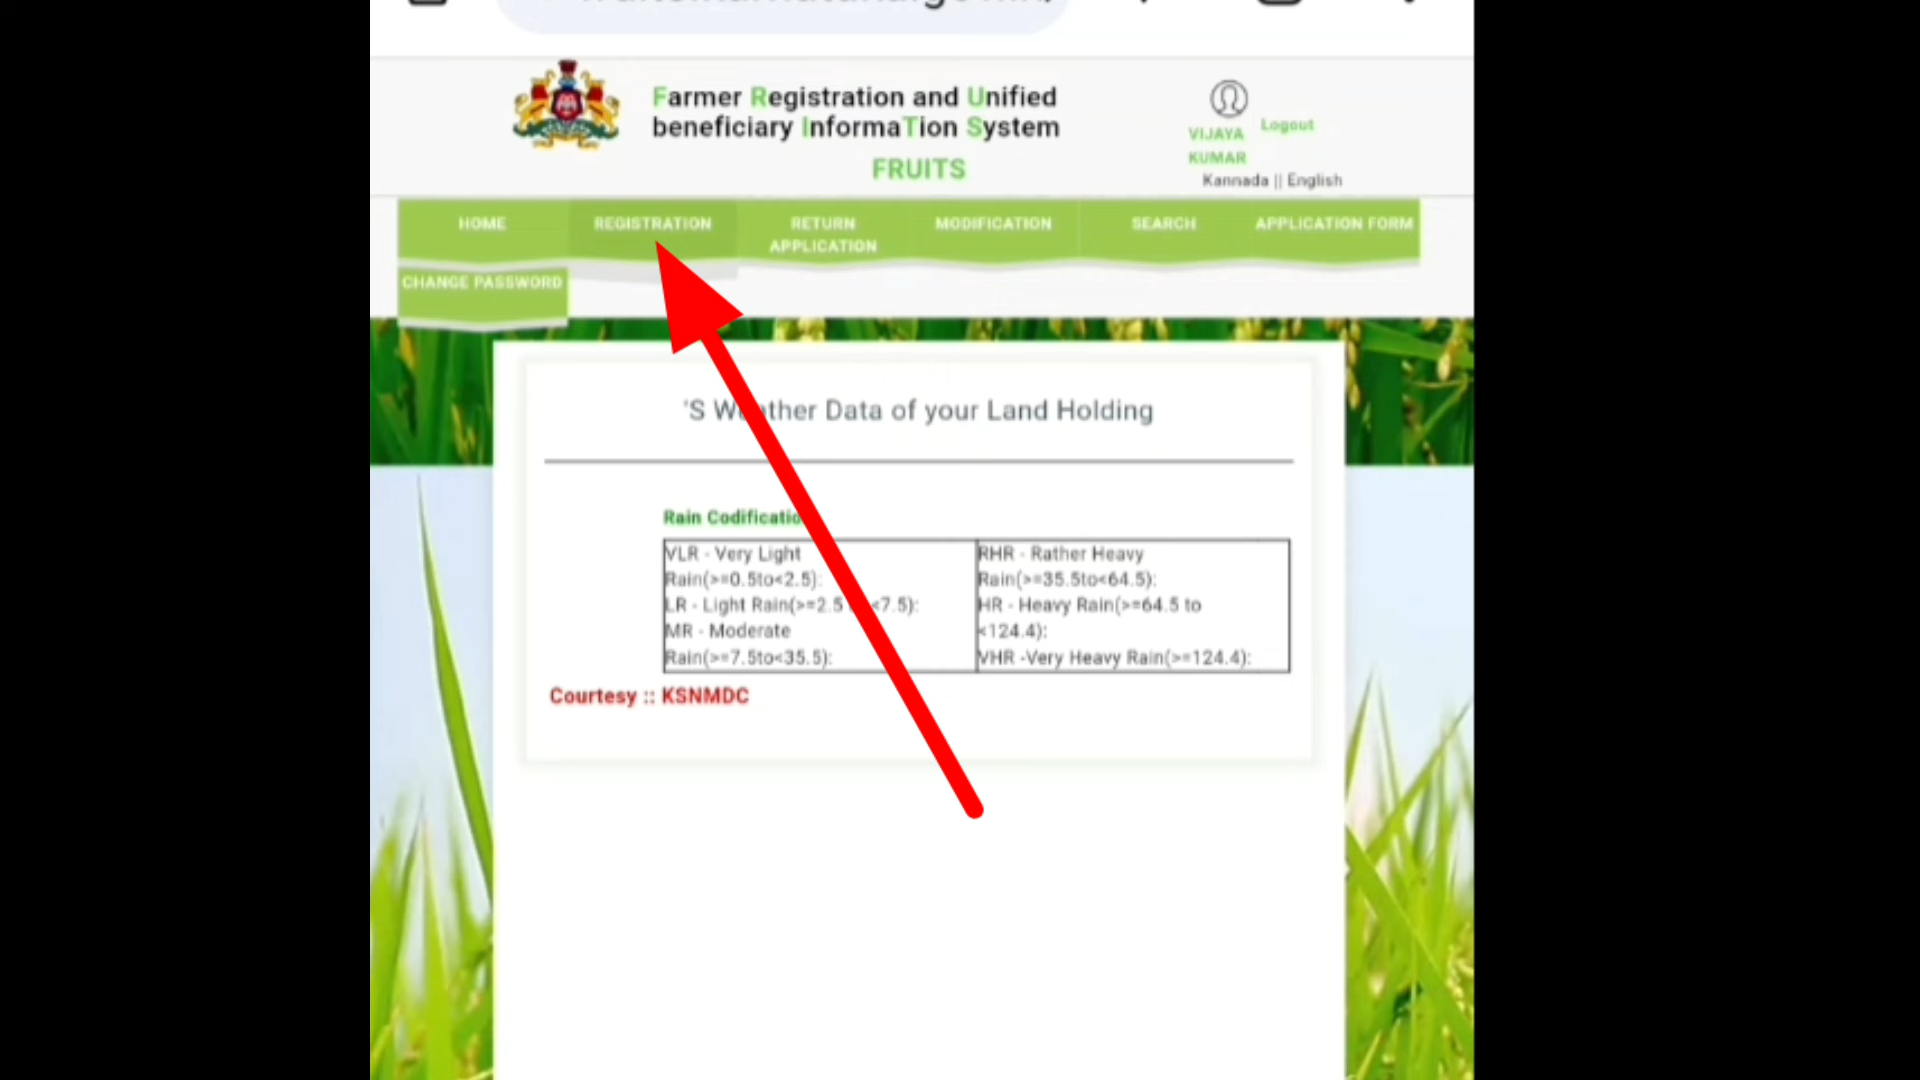 Farmer Registration and Unified
beneficiary InformaTion System
FRUITS
VIJAYA
KUMAR
Logout
Kannada || English
HOME
REGISTRATION
RETURN
APPLICATION
MODIFICATION
SEARCH
APPLICATION FORM
CHANGE PASSWORD
'S Weather Data of your Land Holding
Rain Codification
VLR - Very Light
Rain(>=0.5to<2.5):
LR - Light Rain(>=2.5 <7.5):
MR - Moderate
Rain(>=7.5to<35.5):
RHR - Rather Heavy
Rain(>=35.5to<64.5):
HR - Heavy Rain(>=64.5 to
<124.4):
VHR -Very Heavy Rain(>=124.4):
Courtesy :: KSNMDC